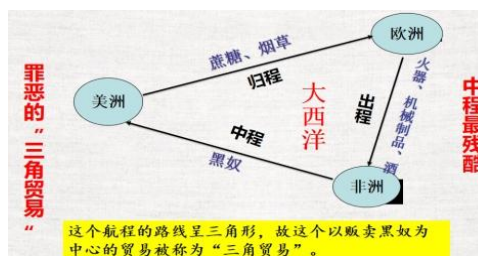 罪恶的“三角贸易“
蔗糖、烟草
归程
欧洲
美洲
大西洋
出程
火器、机械制品、酒
中程
黑奴
非洲
中程最残酷
这个航程的路线呈三角形，故这个以贩卖黑奴为
中心的贸易被称为“三角贸易”。